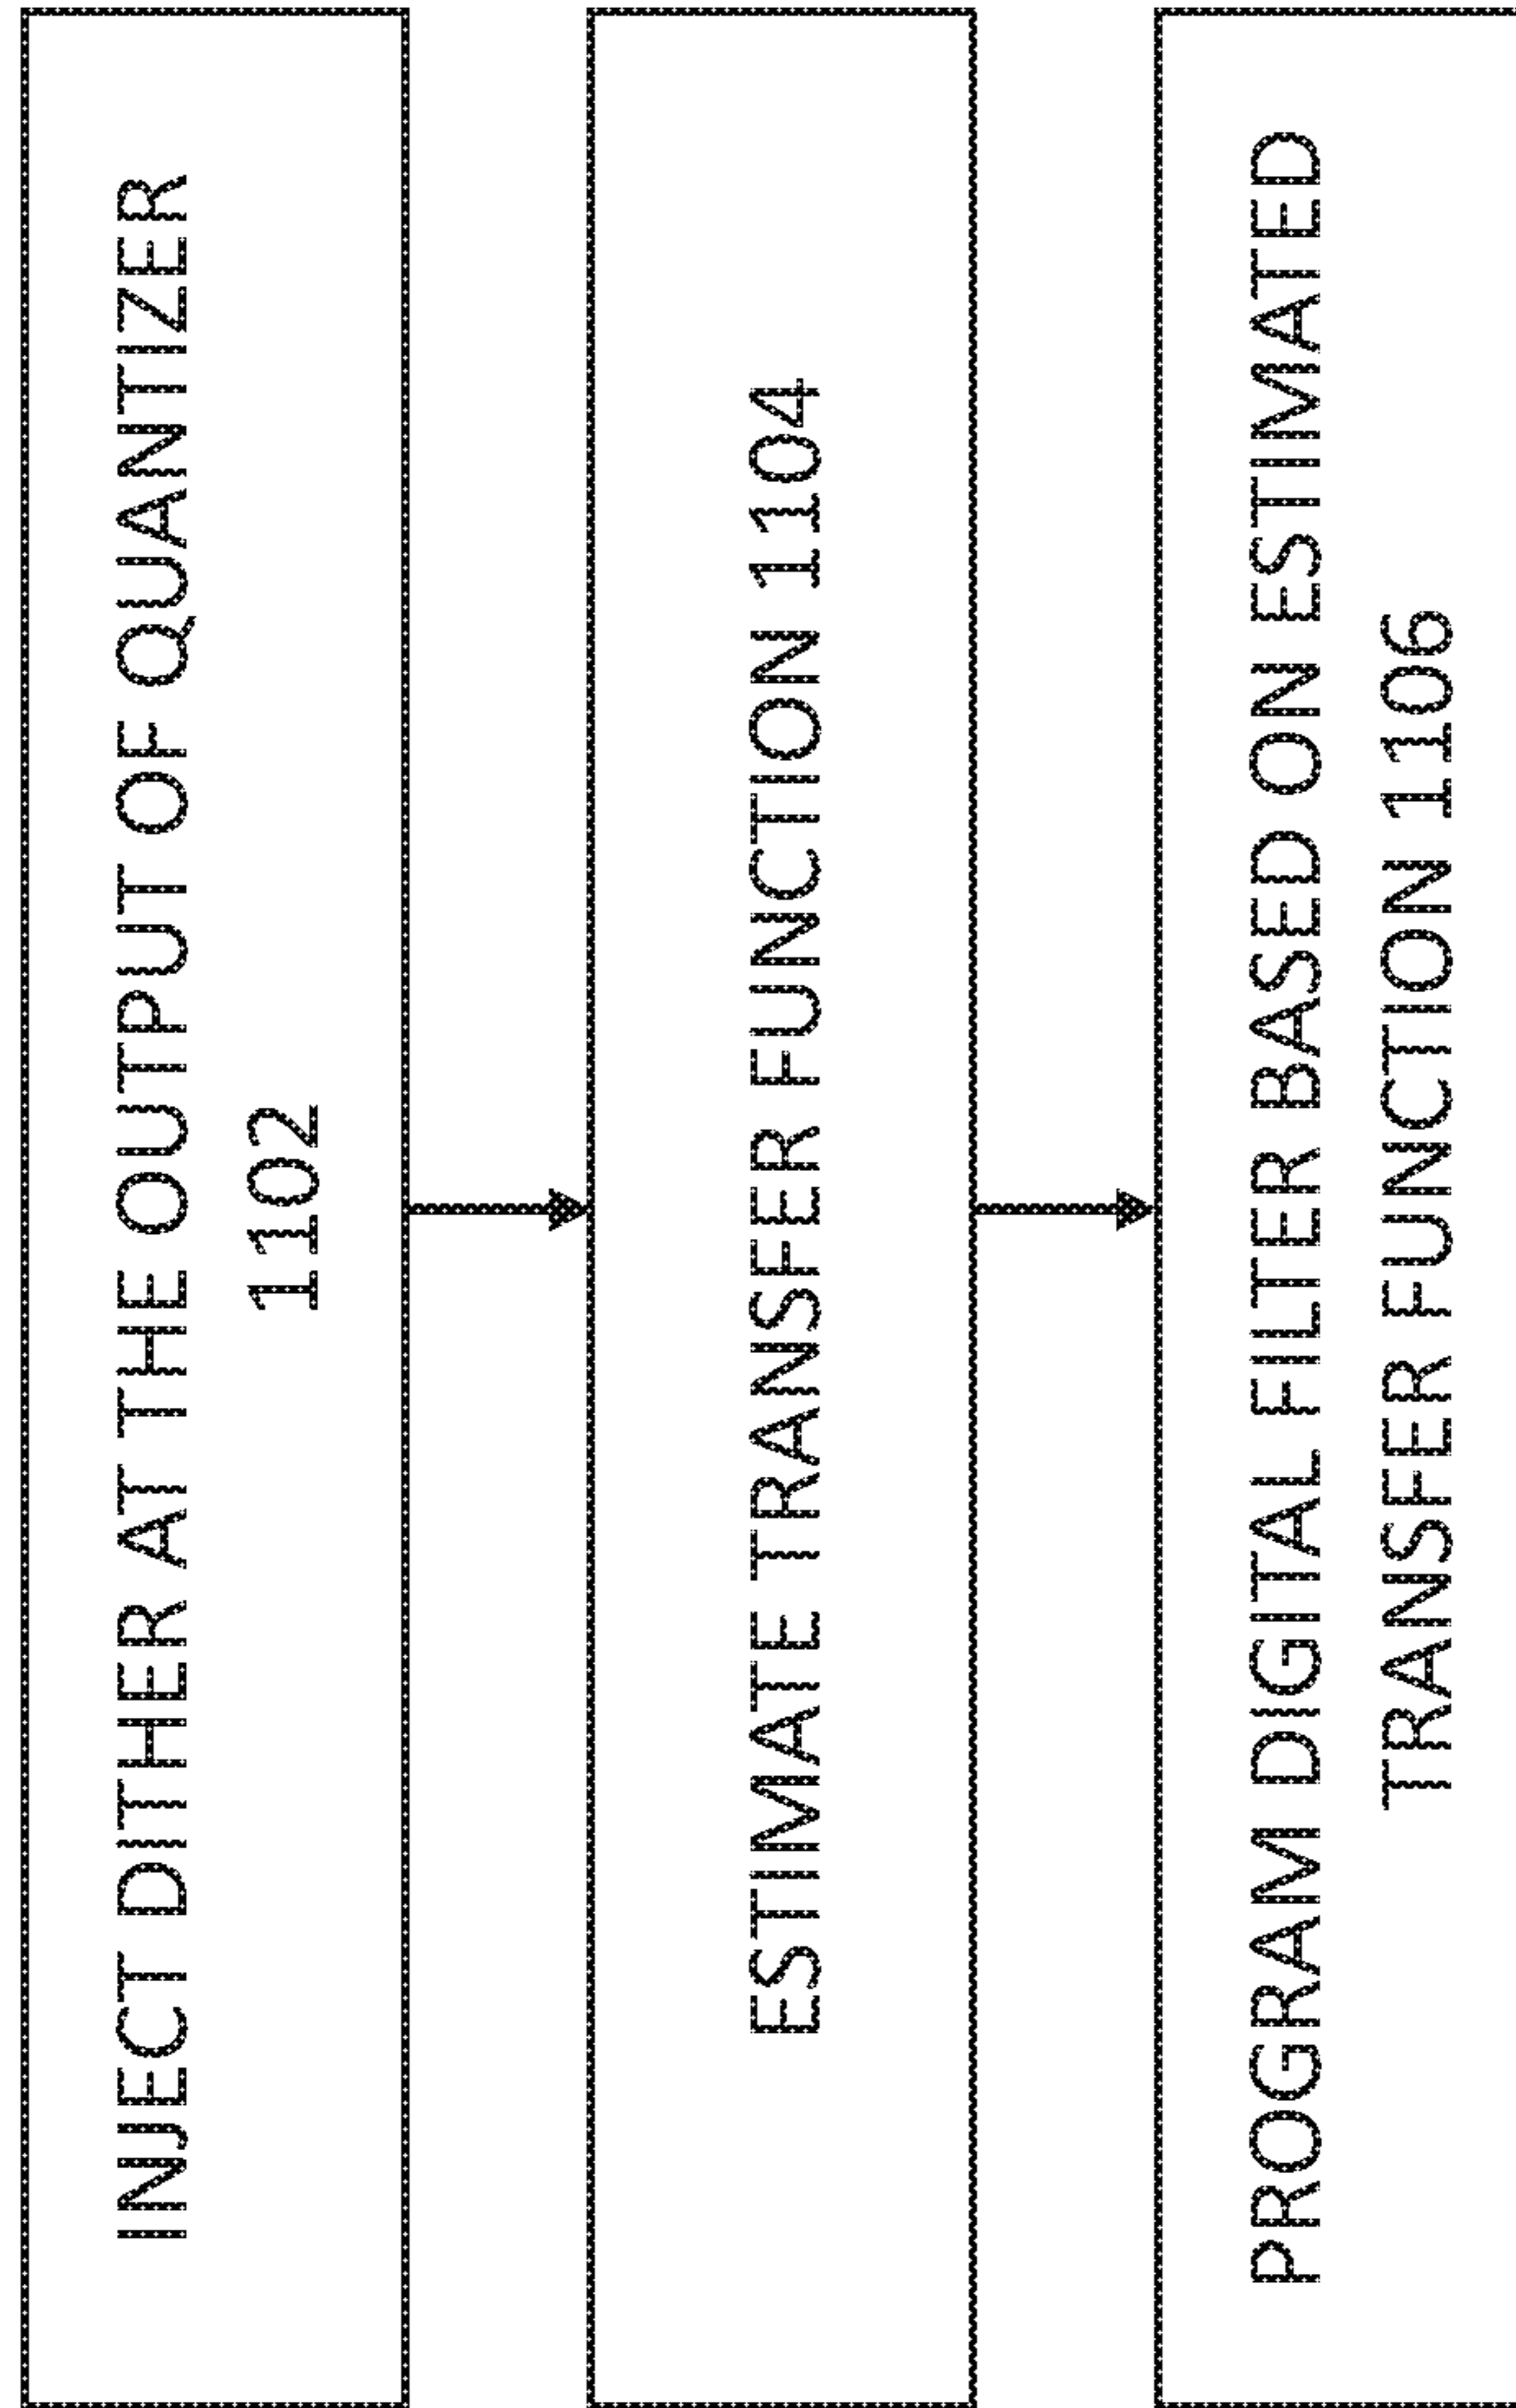 INJECT DITHER AT THE OUTPUT OF QUANTIZER
1102
ESTIMATE TRANSFER FUNCTION 1104
PROGRAM DIGITAL FILTER BASED ON ESTIMATED
TRANSFER FUNCTION 1106